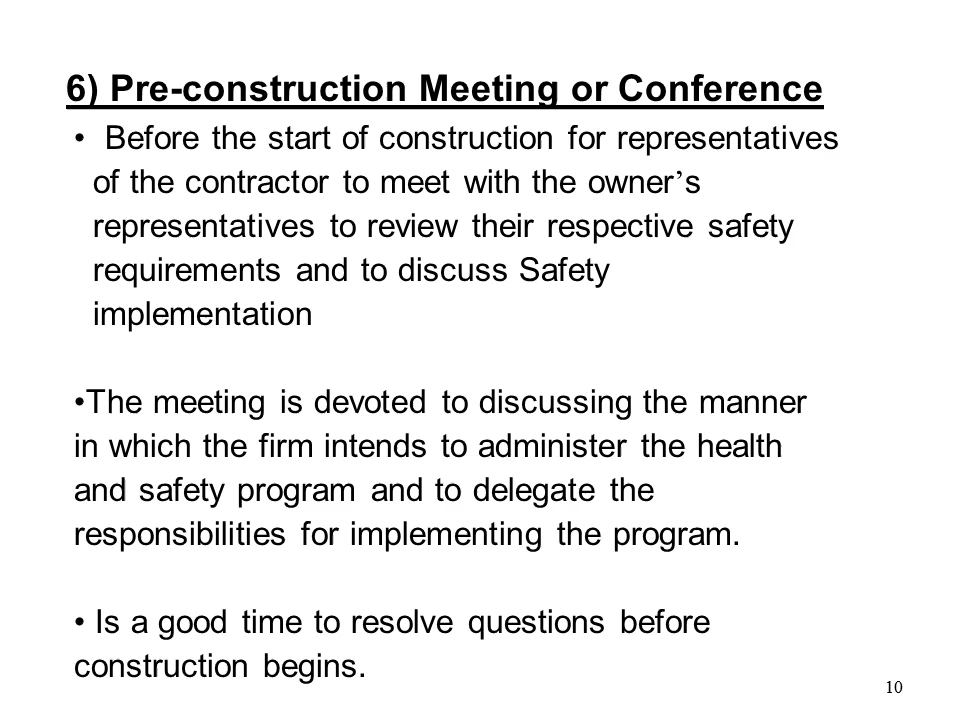 6) Pre-construction Meeting or Conference
• Before the start of construction for representatives
of the contractor to meet with the owner’s
representatives to review their respective safety
requirements and to discuss Safety
implementation
•The meeting is devoted to discussing the manner
in which the firm intends to administer the health
and safety program and to delegate the
responsibilities for implementing the program.
• Is a good time to resolve questions before
construction begins.
10